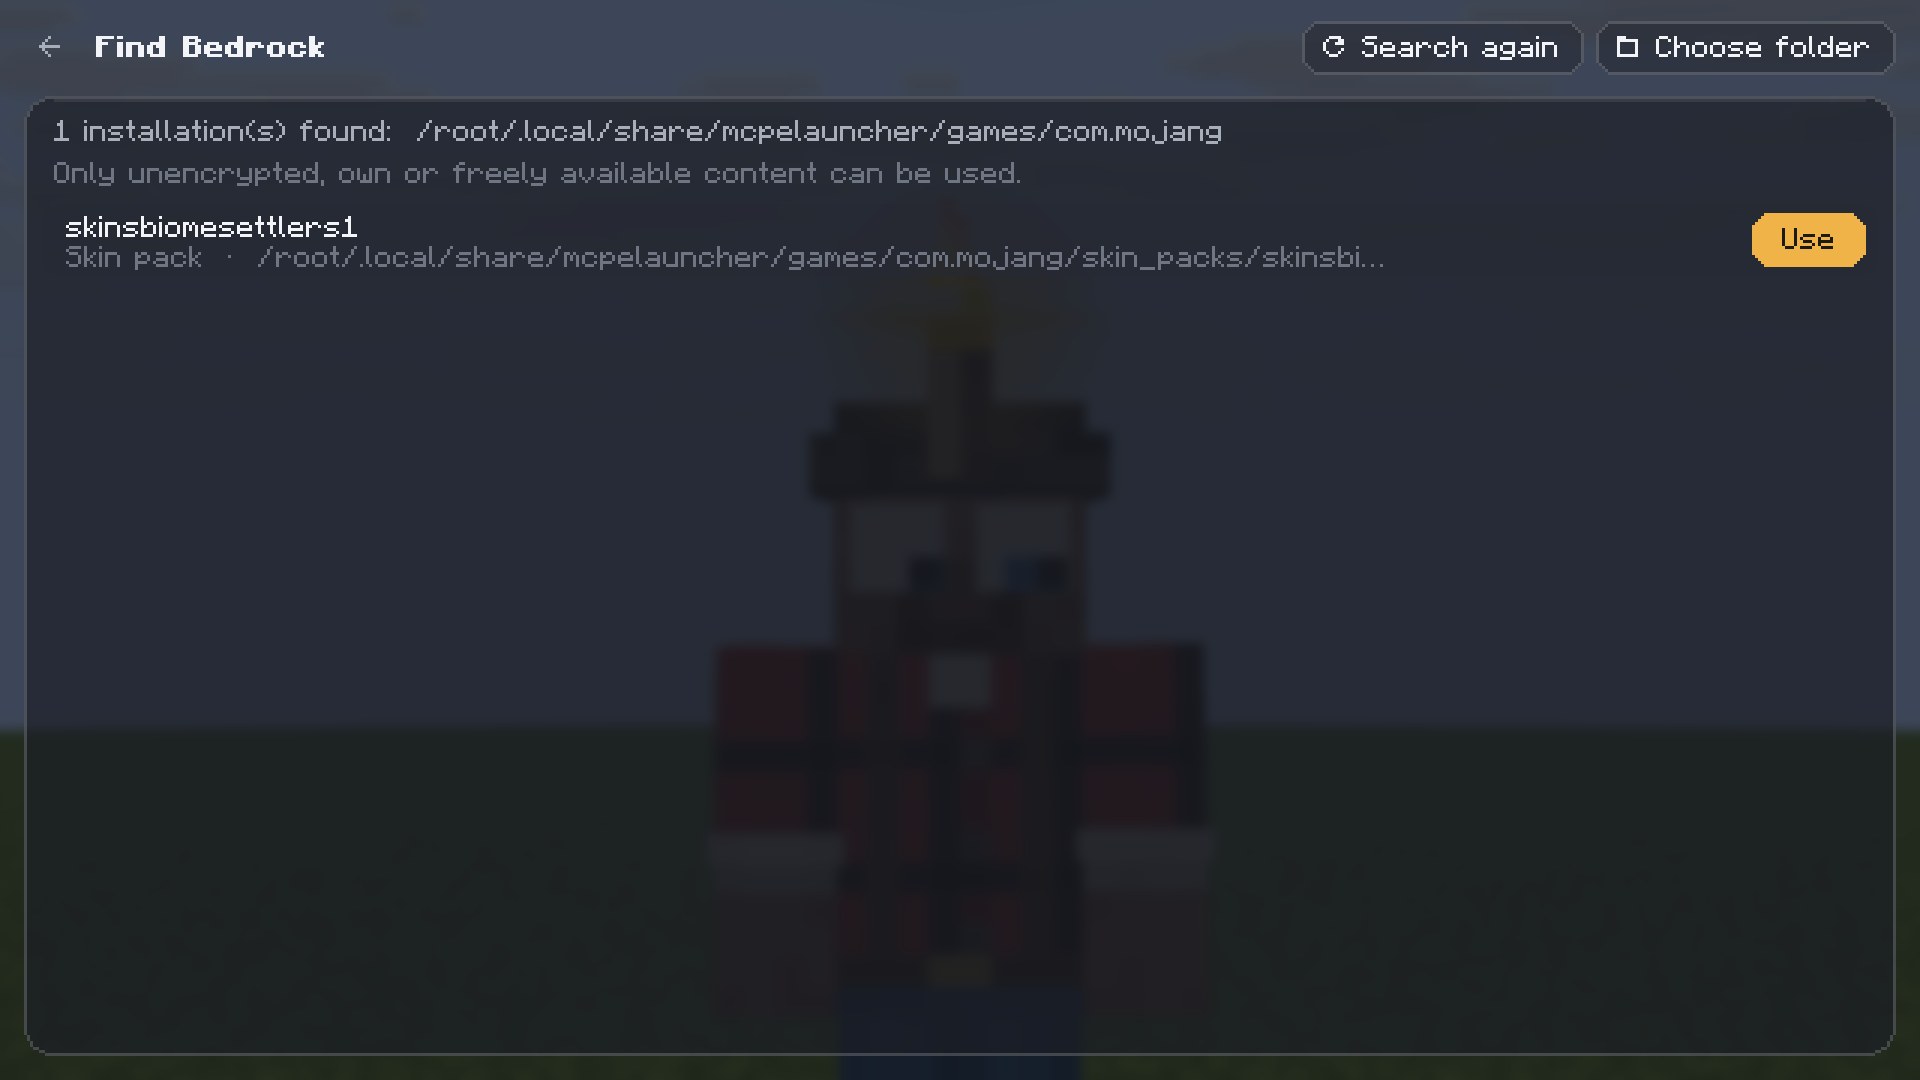 Find Bedrock
Search again
Choose folder
1 installation(s) found: /root/.local/share/mcpelauncher/games/com.mojang
Only unencrypted, own or freely available content can be used.
skinsbiomesettlers1
Skin pack · /root/.local/share/mcpelauncher/games/com.mojang/skin_packs/skinsbi...
Use